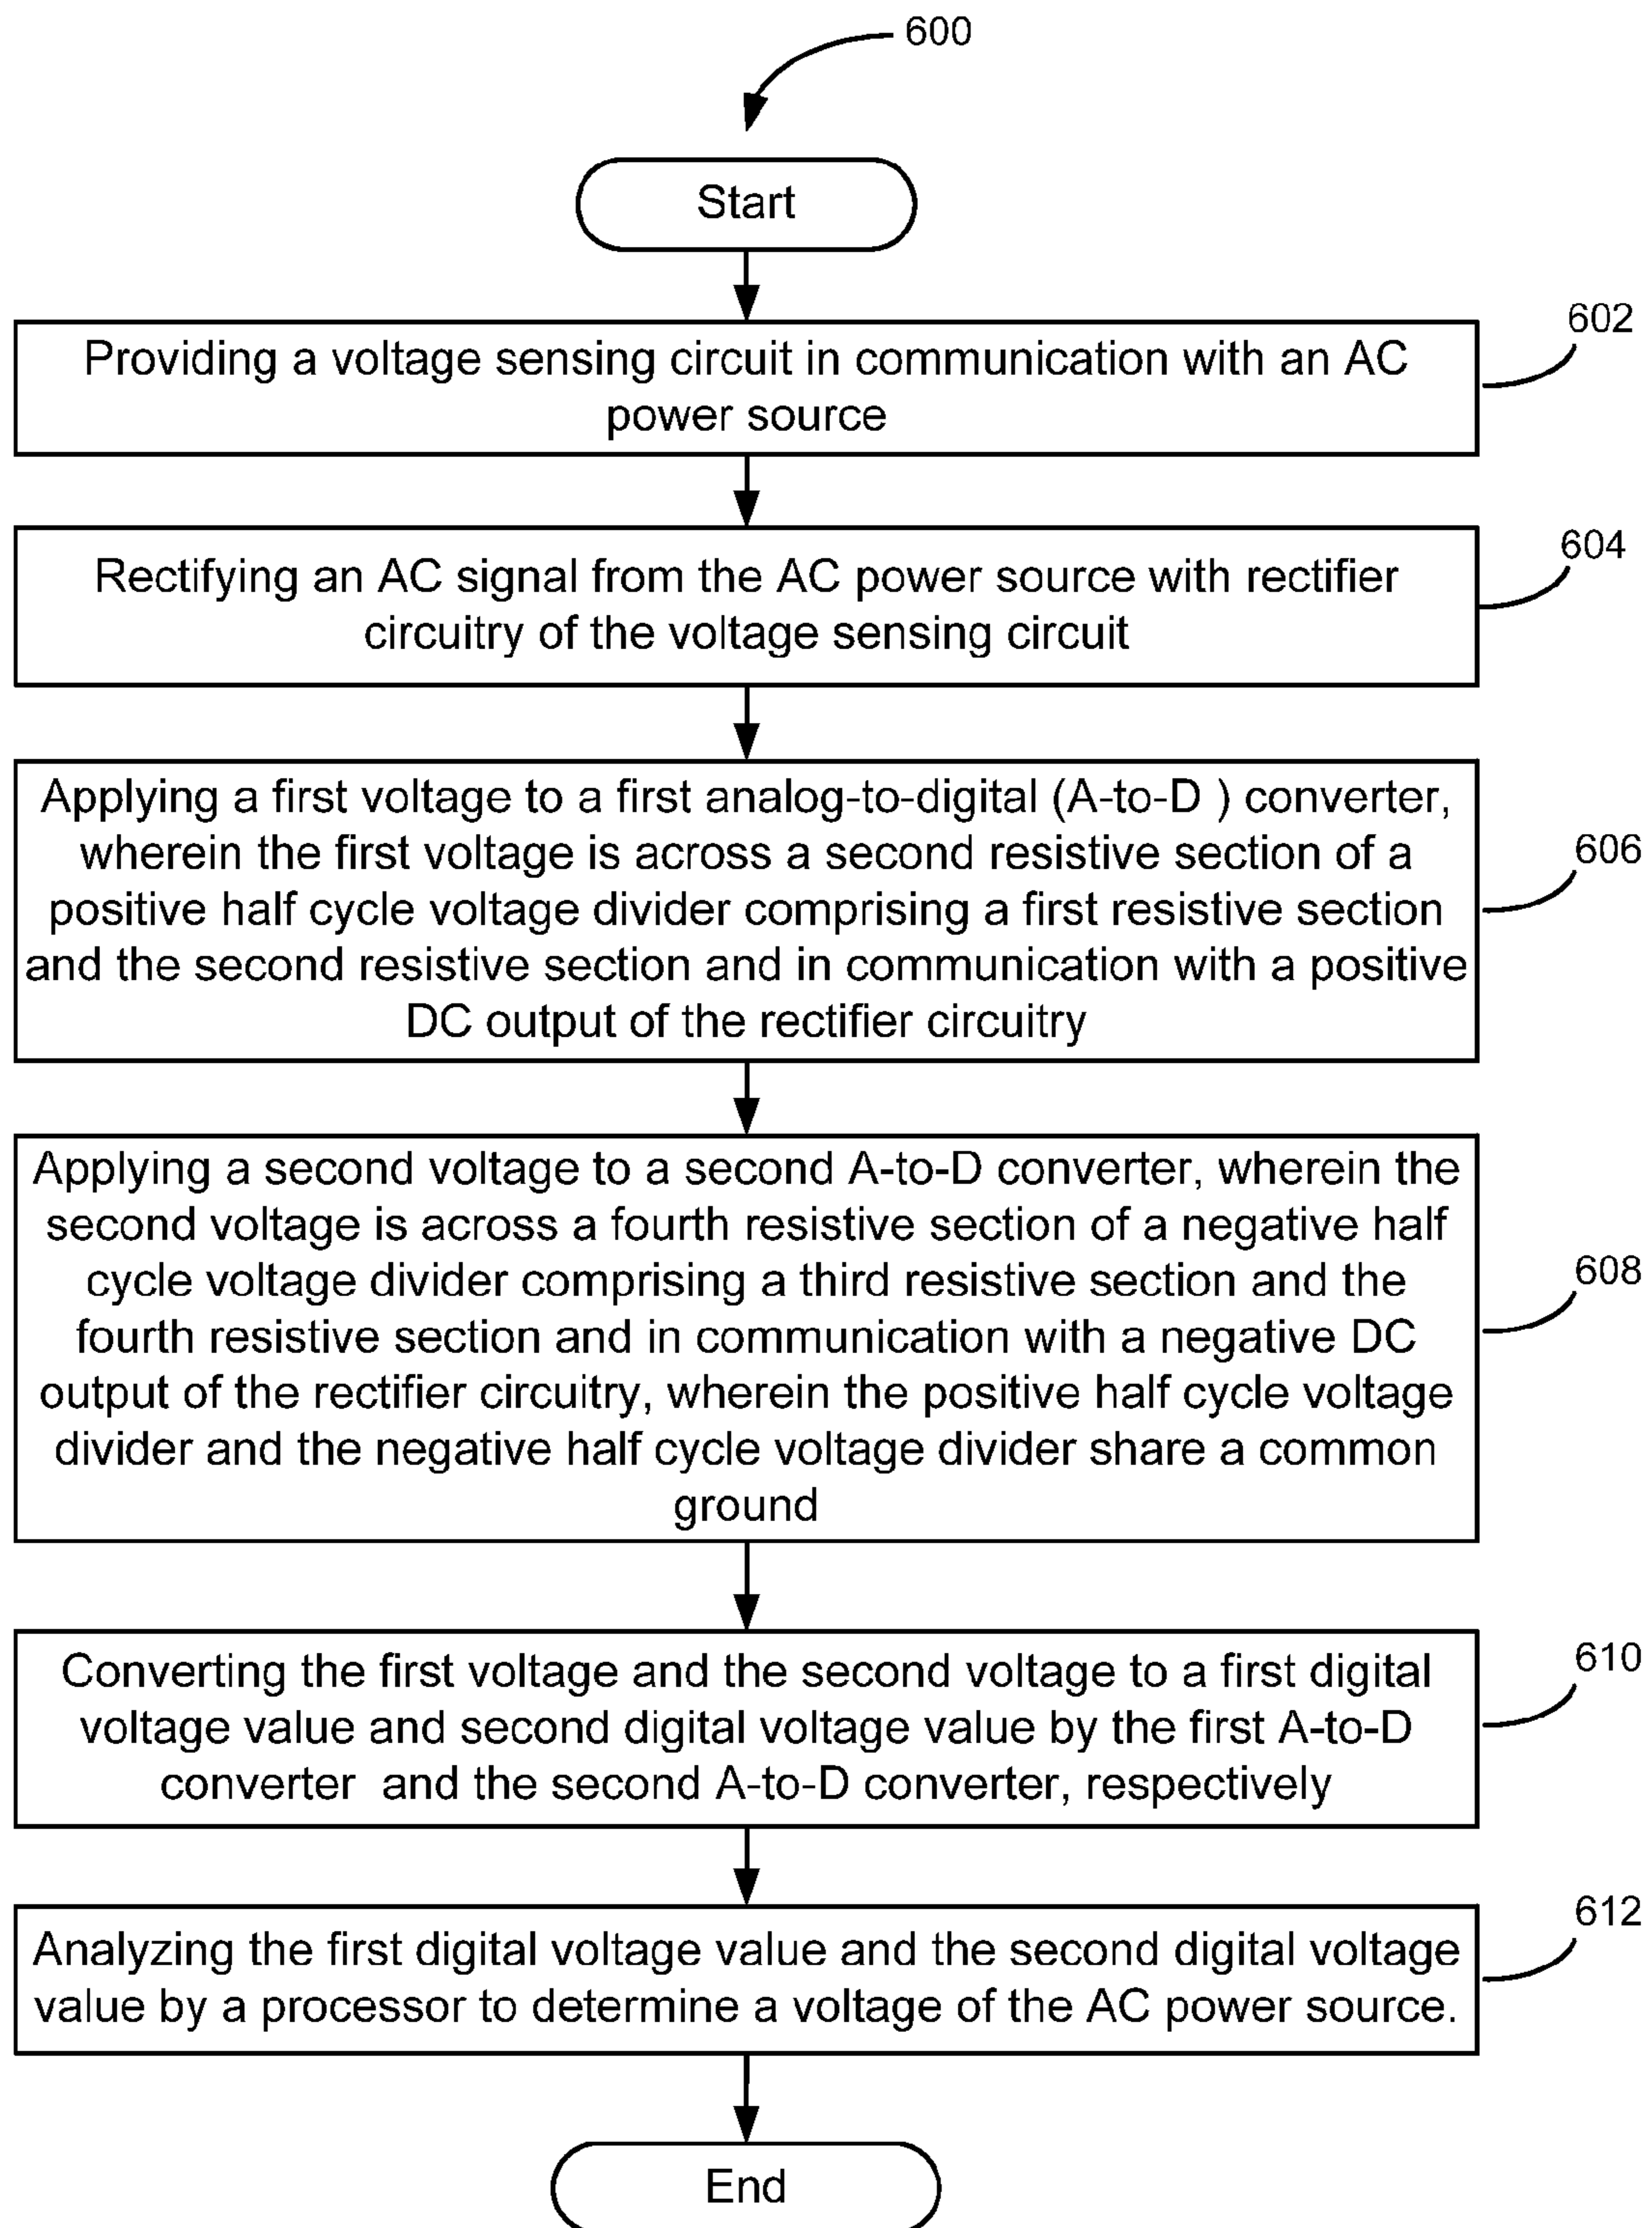 600
Start
602
Providing a voltage sensing circuit in communication with an AC
power source
604
Rectifying an AC signal from the AC power source with rectifier
circuitry of the voltage sensing circuit
Applying a first voltage to a first analog-to-digital (A-to-D ) converter,
wherein the first voltage is across a second resistive section of a
606
positive half cycle voltage divider comprising a first resistive section
and the second resistive section and in communication with a positive
DC output of the rectifier circuitry
Applying a second voltage to a second A-to-D converter, wherein the
second voltage is across a fourth resistive section of a negative half
608
cycle voltage divider comprising a third resistive section and the
fourth resistive section and in communication with a negative DC
output of the rectifier circuitry, wherein the positive half cycle voltage
divider and the negative half cycle voltage divider share a common
ground
610
Converting the first voltage and the second voltage to a first digital
voltage value and second digital voltage value by the first A-to-D
converter  and the second A-to-D converter, respectively
612
Analyzing the first digital voltage value and the second digital voltage
value by a processor to determine a voltage of the AC power source.
End